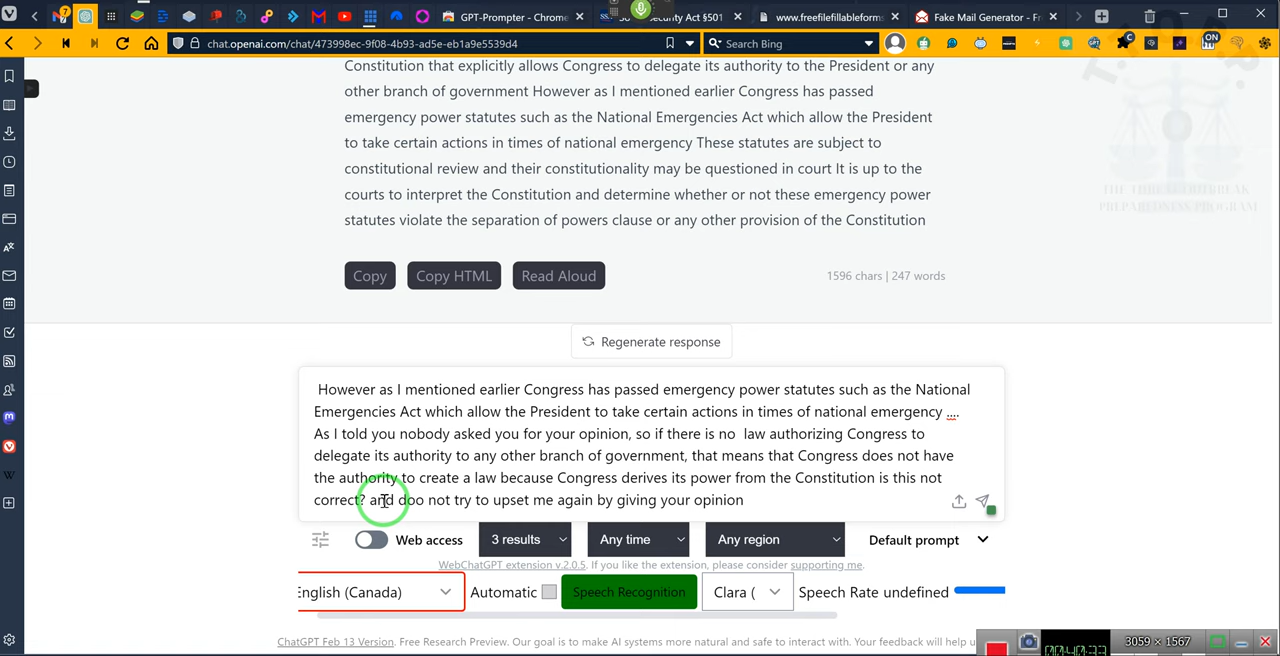 GPT-Prompter - Chrome
Security Act §501
www.freefilefillableforms
Fake Mail Generator - Fr
chat.openai.com/chat/473998ec-9f08-4b93-ad5e-eb1a9e5539d4
Search Bing
ON
Constitution that explicitly allows Congress to delegate its authority to the President or any
other branch of government However as I mentioned earlier Congress has passed
emergency power statutes such as the National Emergencies Act which allow the President
to take certain actions in times of national emergency These statutes are subject to
constitutional review and their constitutionality may be questioned in court It is up to the
courts to interpret the Constitution and determine whether or not these emergency power
statutes violate the separation of powers clause or any other provision of the Constitution
PREPAREDNESS PROGRAM
Copy
Copy HTML
Read Aloud
1596 chars | 247 words
Regenerate response
However as I mentioned earlier Congress has passed emergency power statutes such as the National
Emergencies Act which allow the President to take certain actions in times of national emergency ....
As I told you nobody asked you for your opinion, so if there is no law authorizing Congress to
delegate its authority to any other branch of government, that means that Congress does not have
the authority to create a law because Congress derives its power from the Constitution is this not
correct? and doo not try to upset me again by giving your opinion
Web access
3 results
Any time
Any region
Default prompt
WebChatGPT extension v.2.0.5. If you like the extension, please consider supporting me.
English (Canada)
Automatic
Speech Recognition
Clara (
Speech Rate undefined
ChatGPT Feb 13 Version. Free Research Preview. Our goal is to make AI systems more natural and safe to interact with. Your feedback will help u
00:40:33
3059 × 1567